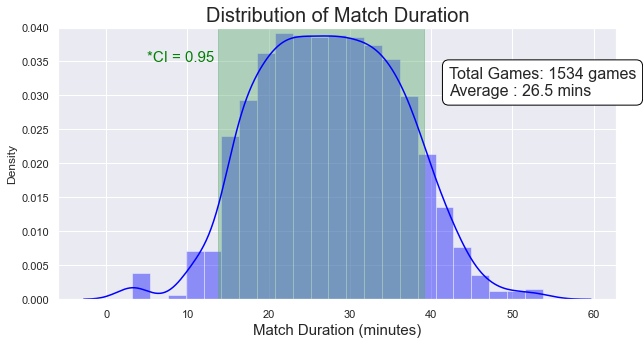 Distribution of Match Duration
*CI = 0.95
Total Games: 1534 games
Average : 26.5 mins
Density
0.040
0.035
0.030
0.025
0.020
0.015
0.010
0.005
0.000
0 10 20 30 40 50 60
Match Duration (minutes)